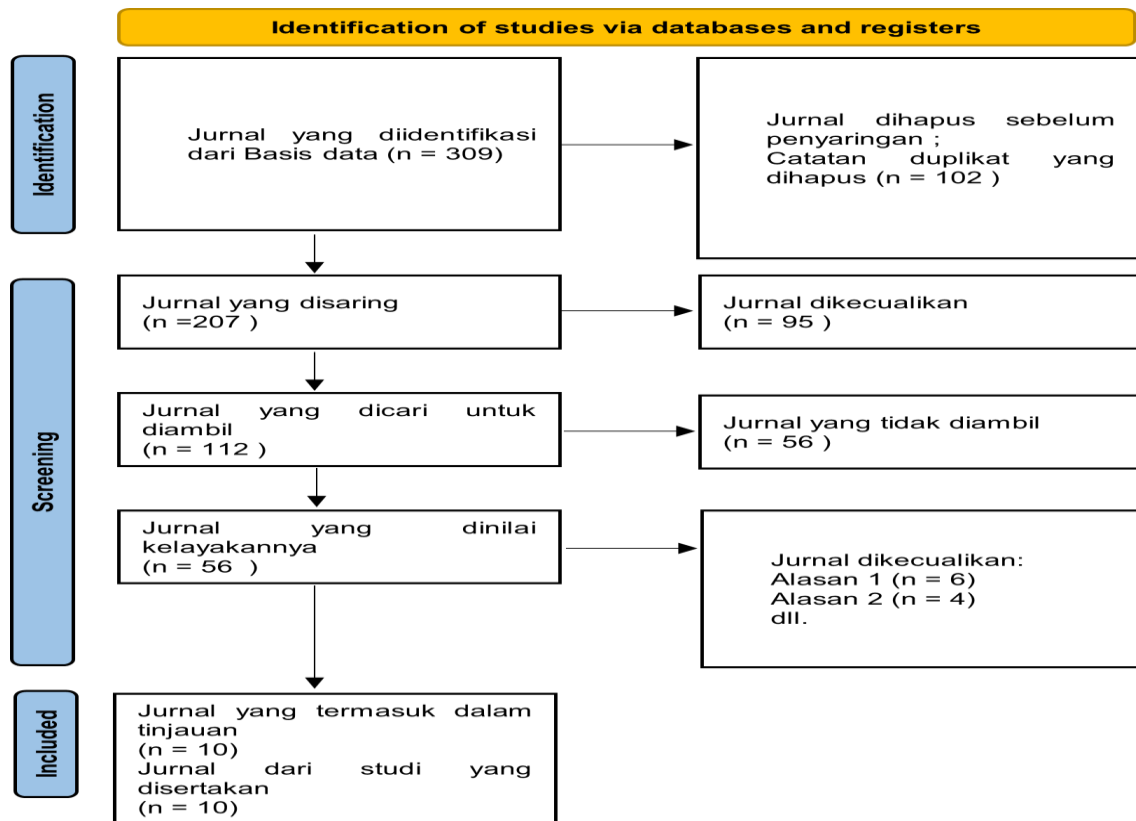 Identification of studies via databases and registers
Identification
Jurnal yang diidentifikasi
dari Basis data (n = 309)
Jurnal dihapus sebelum
penyaringan ;
Catatan duplikat yang
dihapus (n = 102 )
Screening
Jurnal yang disaring
(n =207 )
Jurnal dikecualikan
(n = 95 )
Jurnal yang dicari untuk
diambil
(n = 112 )
Jurnal yang tidak diambil
(n = 56 )
Jurnal yang dinilai
kelayakannya
(n = 56 )
Jurnal dikecualikan:
Alasan 1 (n = 6)
Alasan 2 (n = 4)
dll.
Included
Jurnal yang termasuk dalam
tinjauan
(n = 10)
Jurnal dari studi yang
disertakan
(n = 10)